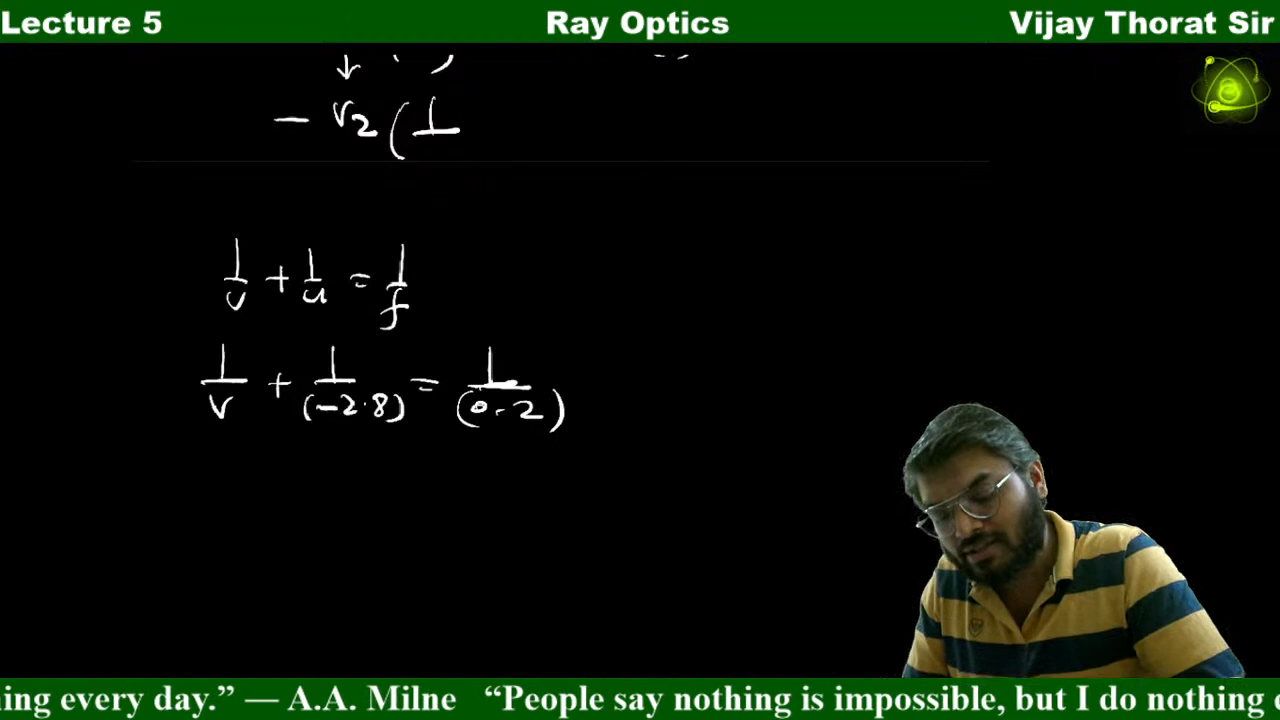 Lecture 5 Ray Optics Vijay Thorat Sir
↓
- v₂ ( 1
1/v + 1/u = 1/f
1/v + 1/(-2.8) = 1/(0.2)
ing every day.” — A.A. Milne “People say nothing is impossible, but I do nothing